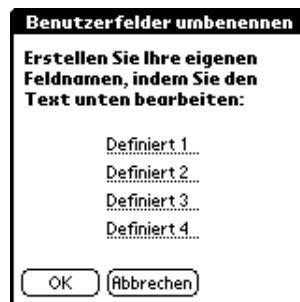 Benutzerfelder umbenennen
Erstellen Sie Ihre eigenen
Feldnamen, indem Sie den
Text unten bearbeiten:
Definiert 1
Definiert 2
Definiert 3
Definiert 4
OK Abbrechen